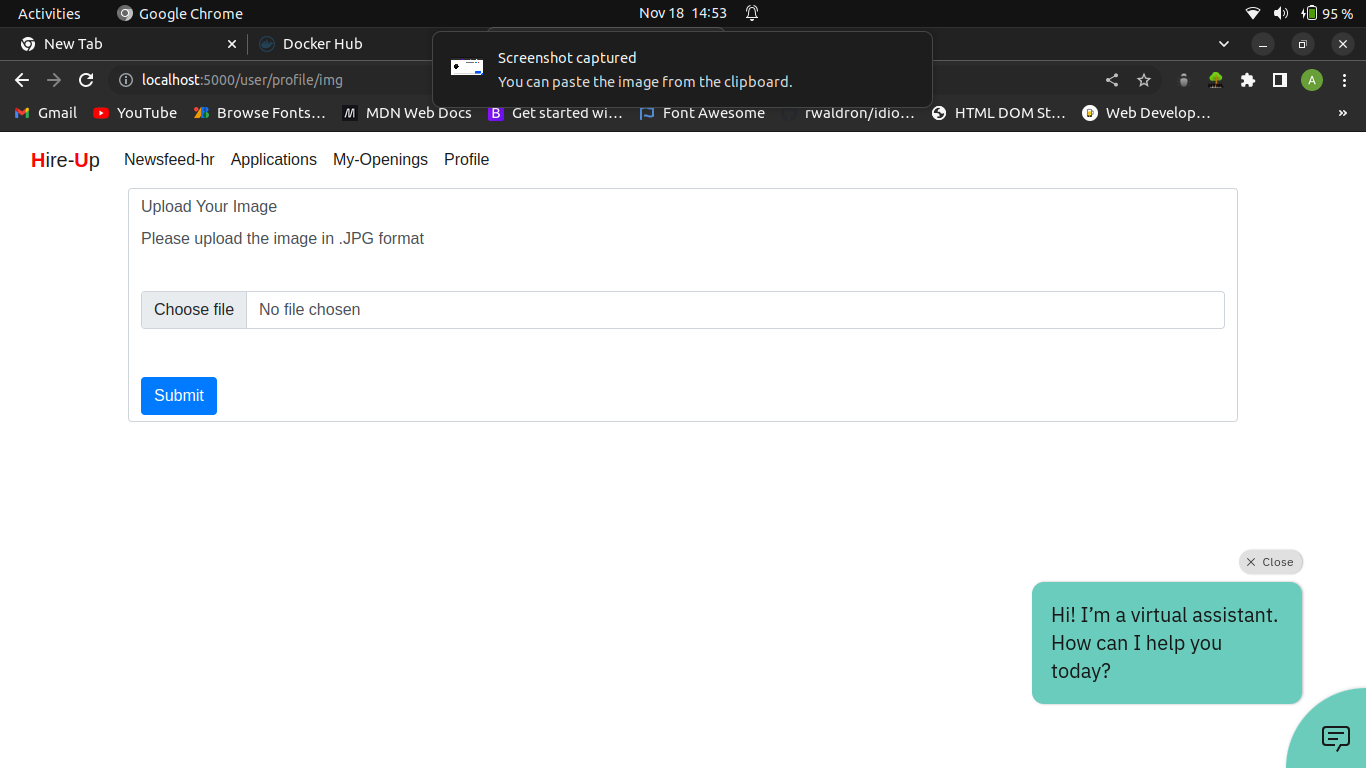 Activities
Google Chrome
Nov 18 14:53
95 %
New Tab
Docker Hub
Screenshot captured
You can paste the image from the clipboard.
localhost:5000/user/profile/img
A
Gmail
YouTube
Browse Fonts...
MDN Web Docs
Get started wi...
Font Awesome
rwaldron/idio...
HTML DOM St...
Web Develop...
Hire-Up
Newsfeed-hr
Applications
My-Openings
Profile
Upload Your Image
Please upload the image in .JPG format
Choose file
No file chosen
Submit
Close
Hi! I’m a virtual assistant.
How can I help you
today?